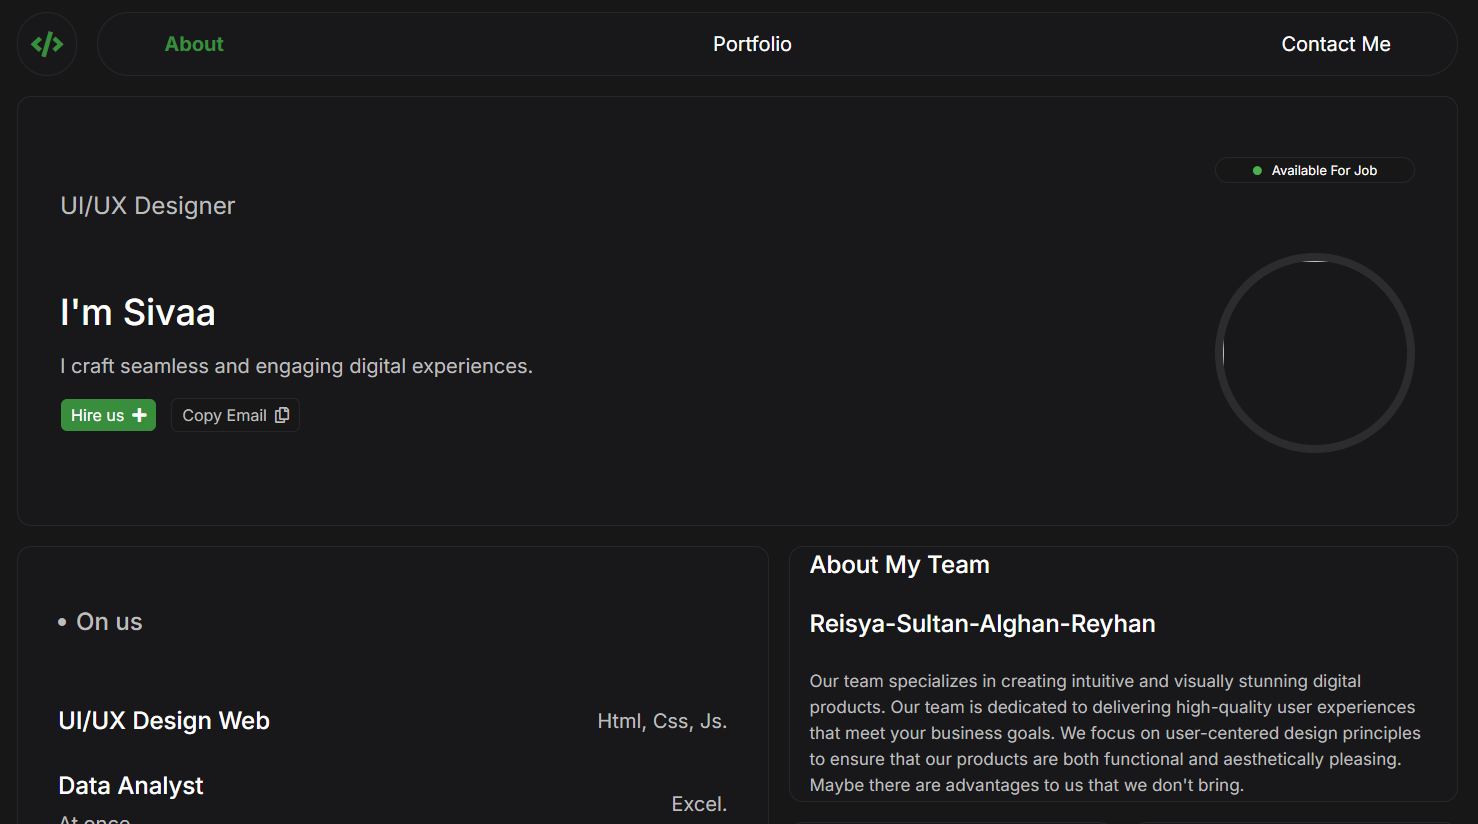 About
Portfolio
Contact Me
Available For Job
UI/UX Designer
I'm Sivaa
I craft seamless and engaging digital experiences.
Hire us
Copy Email
• On us
UI/UX Design Web
Html, Css, Js.
Data Analyst
Excel.
At once
About My Team
Reisya-Sultan-Alghan-Reyhan
Our team specializes in creating intuitive and visually stunning digital
products. Our team is dedicated to delivering high-quality user experiences
that meet your business goals. We focus on user-centered design principles
to ensure that our products are both functional and aesthetically pleasing.
Maybe there are advantages to us that we don't bring.